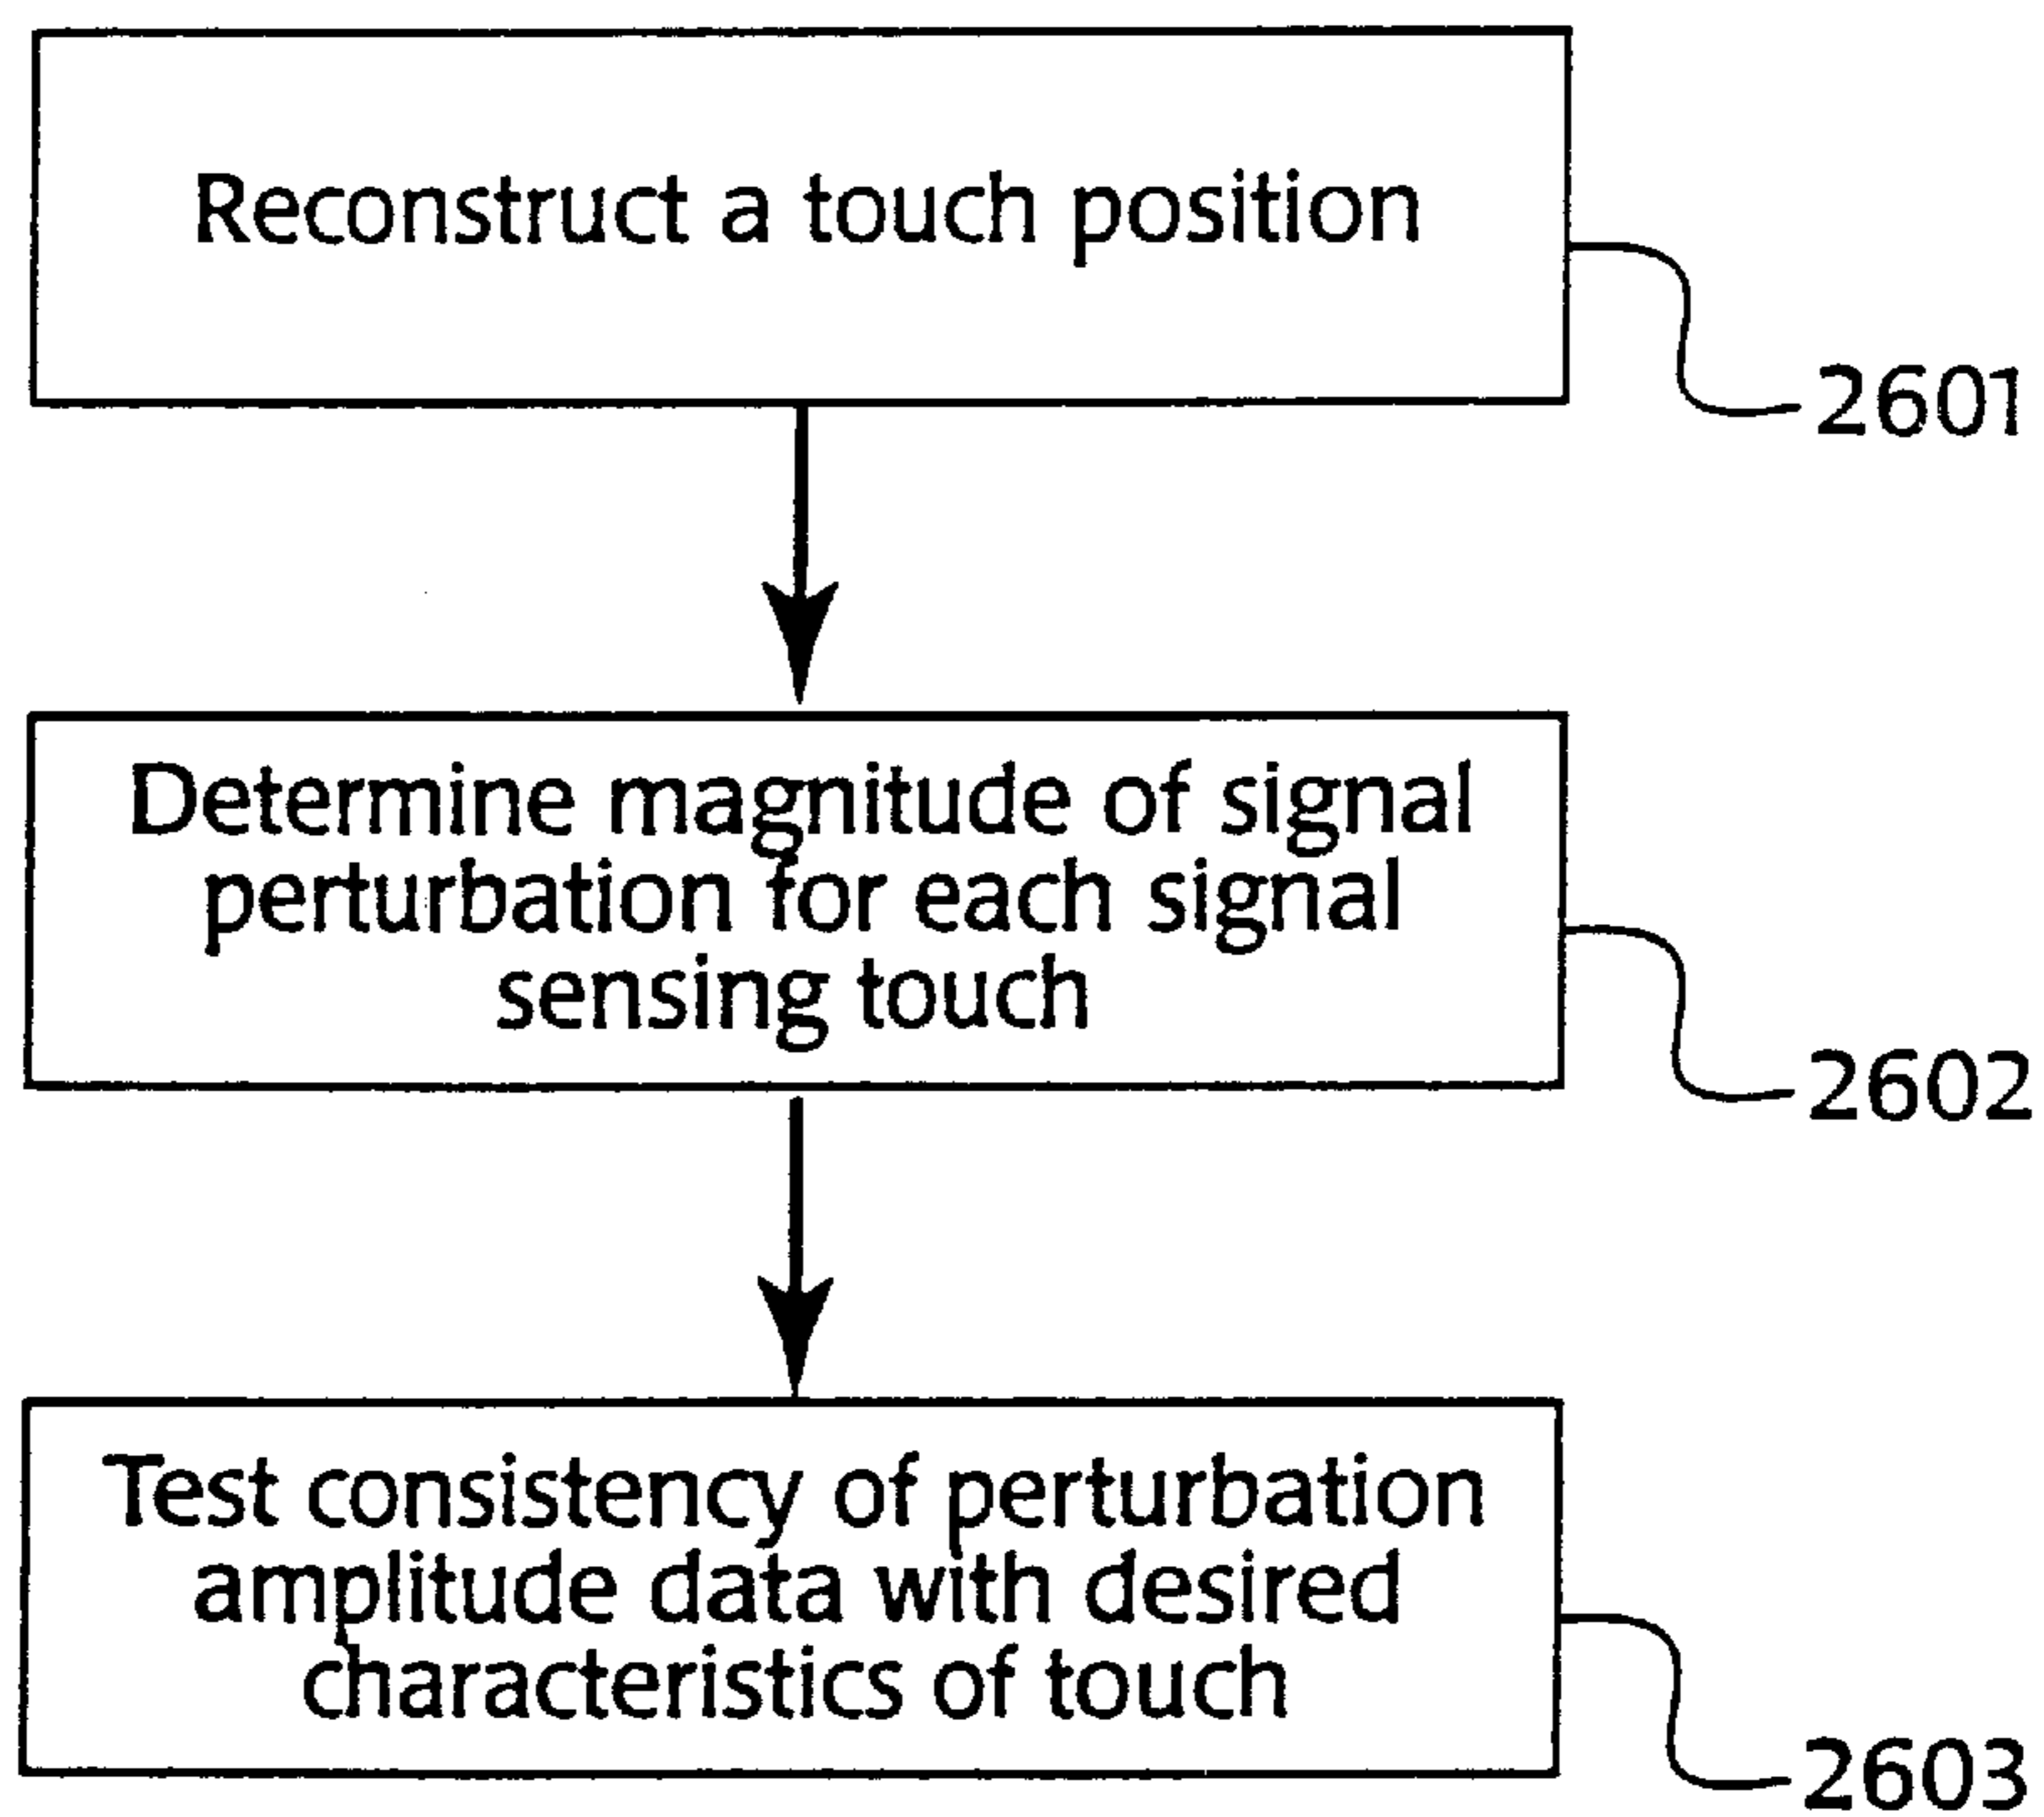 Reconstruct a touch position
2601
Determine magnitude of signal
perturbation for each signal
sensing touch
2602
Test consistency of perturbation
amplitude data with desired
characteristics of touch
2603